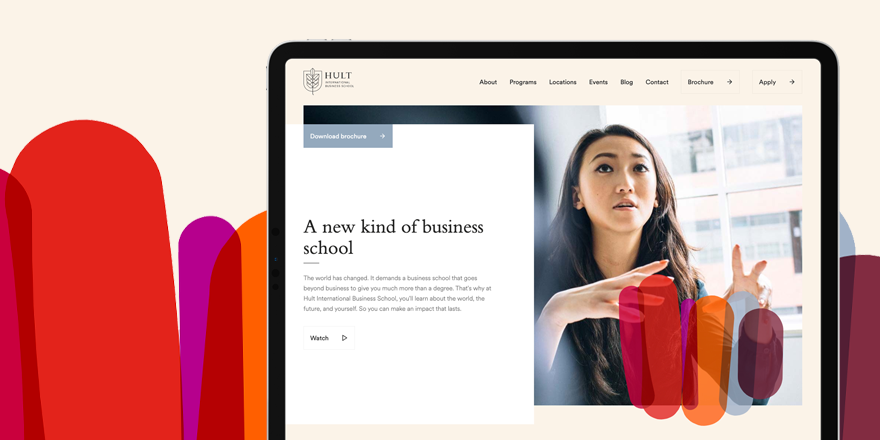 HULT
INTERNATIONAL
BUSINESS SCHOOL
About
Programs
Locations
Events
Blog
Contact
Brochure
Apply
Download brochure
A new kind of business
school
The world has changed. It demands a business school that goes
beyond business to give you much more than a degree. That's why at
Hult International Business School, you'll learn about the world, the
future, and yourself. So you can make an impact that lasts.
Watch